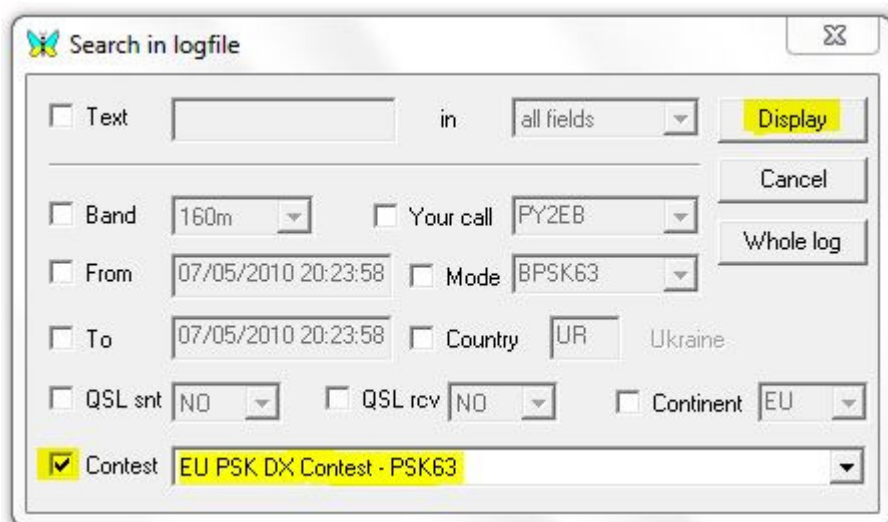 Search in logfile
Text in all fields Display
Cancel
Band 160m Your call PY2EB
Whole log
From 07/05/2010 20:23:58 Mode BPSK63
To 07/05/2010 20:23:58 Country UR Ukraine
QSL snt NO QSL rcv NO Continent EU
Contest EU PSK DX Contest - PSK63